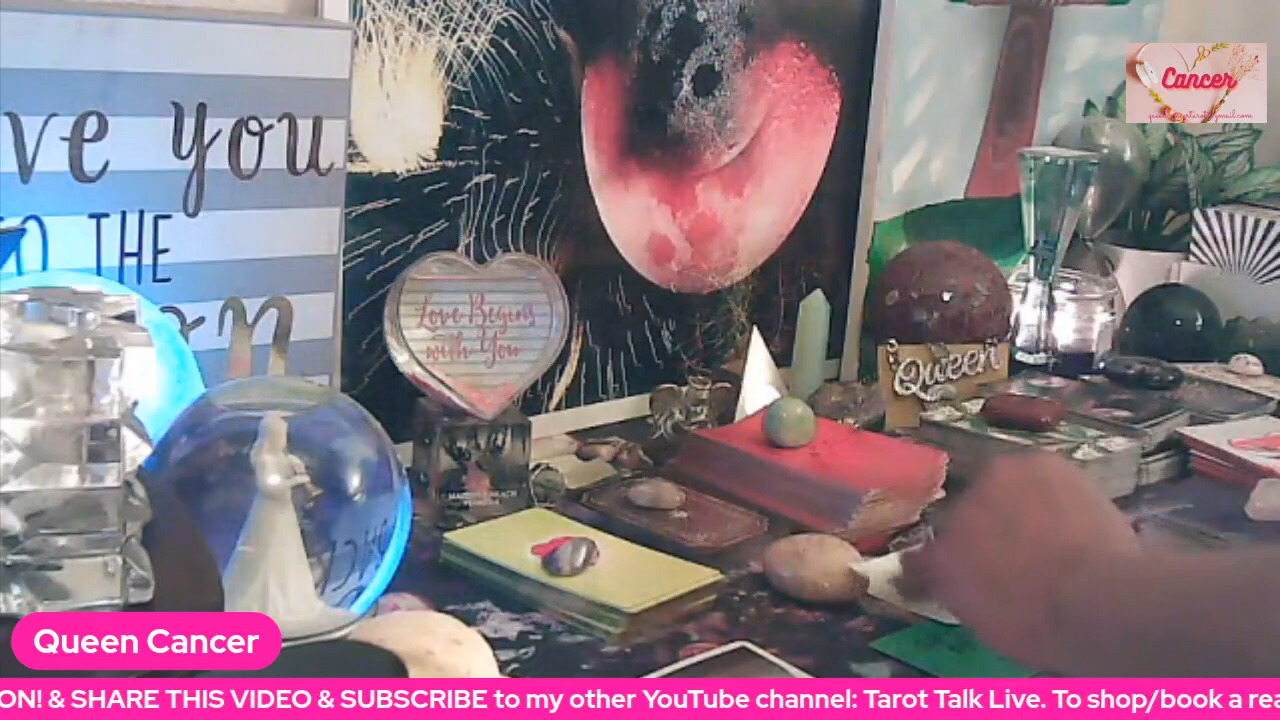 ve you
TO THE
Cancer
Love Begins
with You
Queen
Queen Cancer
ON! & SHARE THIS VIDEO & SUBSCRIBE to my other YouTube channel: Tarot Talk Live. To shop/book a rea